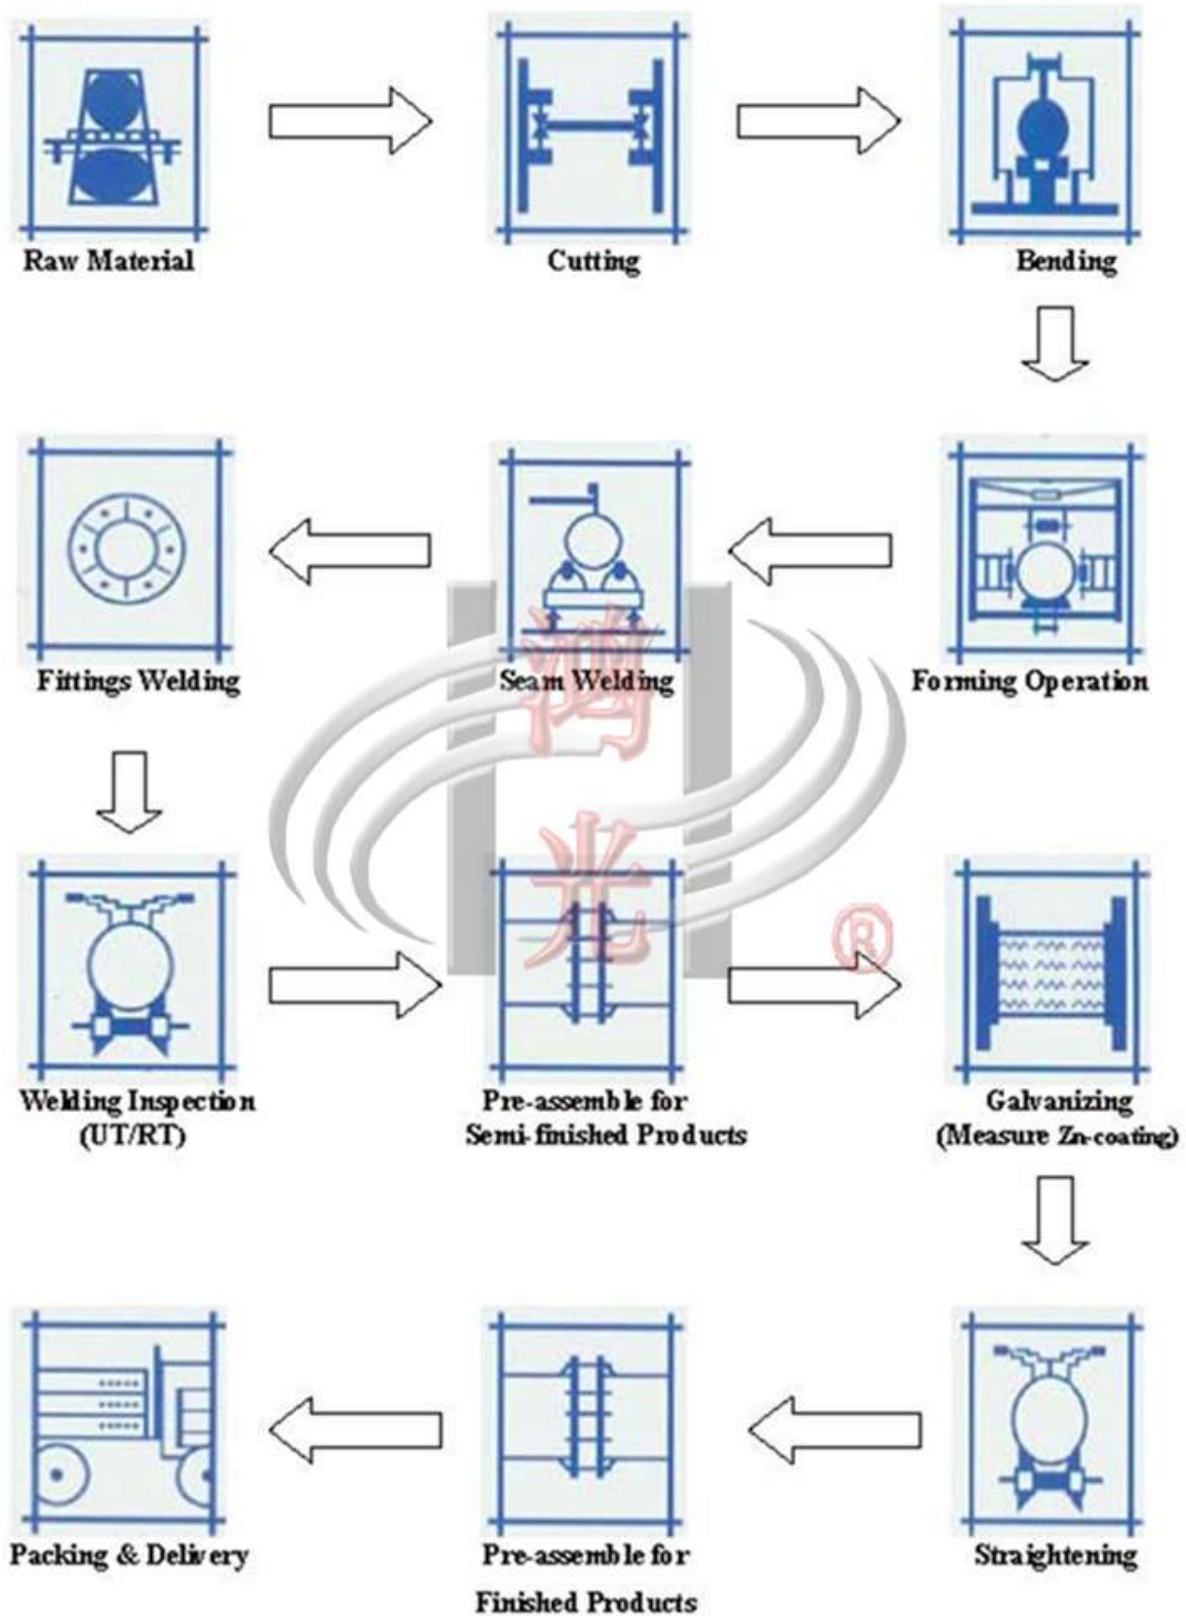 Raw Material
Cutting
Bending
Fittings Welding
Seam Welding
Forming Operation
鸿
光
®
Welding Inspection
(UT/RT)
Pre-assemble for
Semi-finished Products
Galvanizing
(Measure Zn-coating)
Packing & Delivery
Pre-assemble for
Finished Products
Straightening